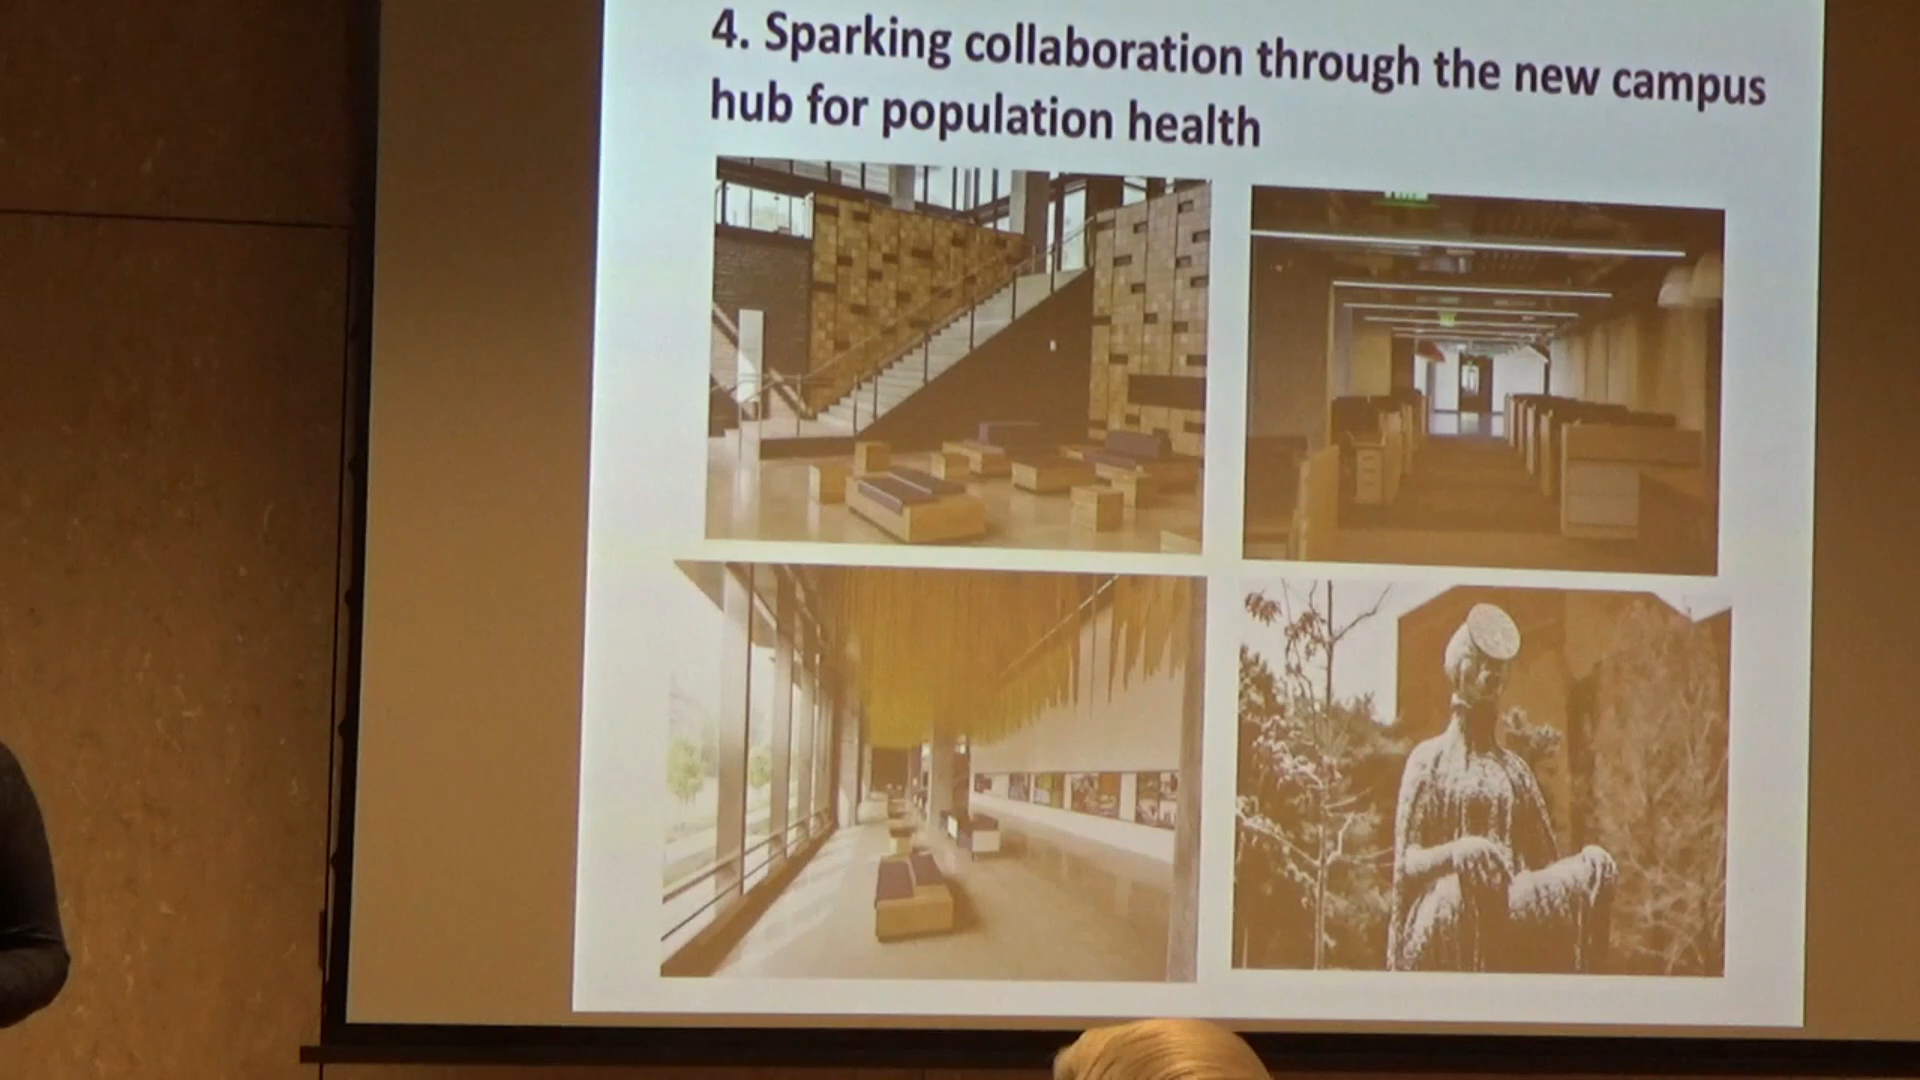 4. Sparking collaboration through the new campus
hub for population health